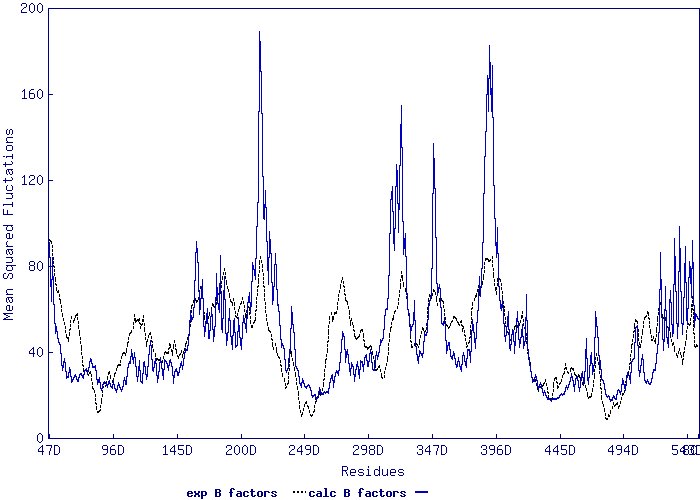 200
160
120
80
40
0
Mean Squared Fluctations
47D 96D 145D 200D 249D 298D 347D 396D 445D 494D
Residues
exp B factors calc B factors